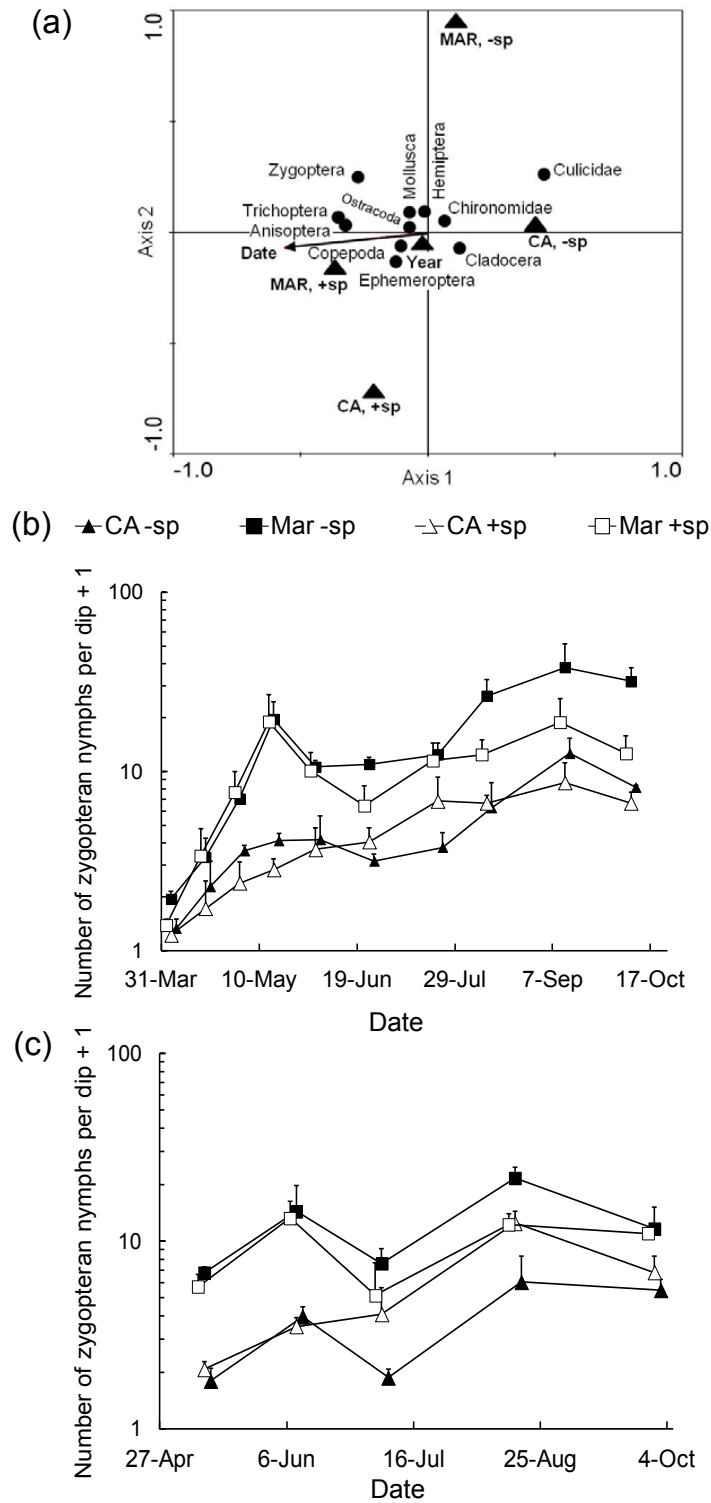 (a)
1.0
MAR, -sp
Zygoptera
Mollusca
Hemiptera
Culicidae
Ostracoda
Trichoptera
Chironomidae
Anisoptera
Axis 2
Date
CA, -sp
Copepoda
Year
Cladocera
MAR, +sp
Ephemeroptera
CA, +sp
-1.0
-1.0
1.0
Axis 1
(b)
CA -sp
Mar -sp
CA +sp
Mar +sp
Number of zygopteran nymphs per dip + 1
100
10
1
31-Mar
10-May
19-Jun
29-Jul
7-Sep
17-Oct
Date
(c)
Number of zygopteran nymphs per dip + 1
100
10
1
27-Apr
6-Jun
16-Jul
25-Aug
4-Oct
Date